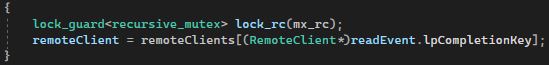 {
lock_guard<recursive_mutex> lock_rc(mx_rc);
remoteClient = remoteClients[(RemoteClient*)readEvent.lpCompletionKey];
}